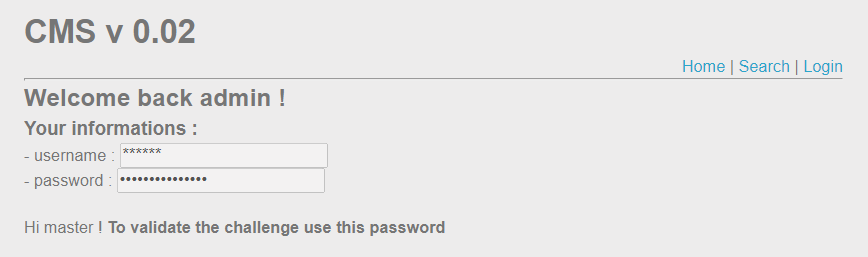 CMS v 0.02
Home | Search | Login
Welcome back admin !
Your informations :
- username : ******
- password : •••••••••••••••
Hi master ! To validate the challenge use this password